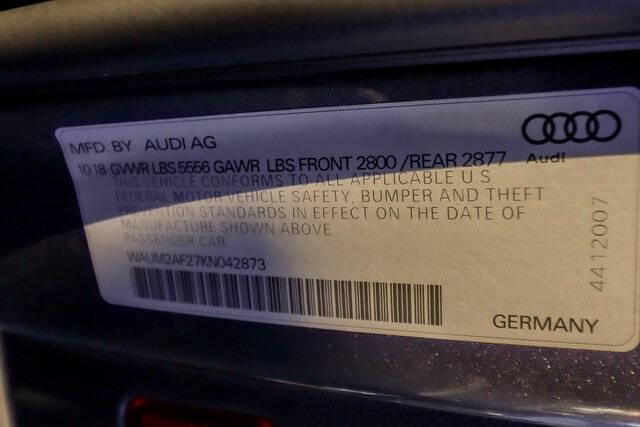 MFD. BY AUDI AG
10.18 GVWR LBS 5556 GAWR LBS FRONT 2800 /REAR 2877
Audi
THIS VEHICLE CONFORMS TO ALL APPLICABLE U S
FEDERAL MOTOR VEHICLE SAFETY, BUMPER AND THEFT
PREVENTION STANDARDS IN EFFECT ON THE DATE OF
MANUFACTURE SHOWN ABOVE
PASSENGER CAR
WAUM2AF27KN042873
4412007
GERMANY